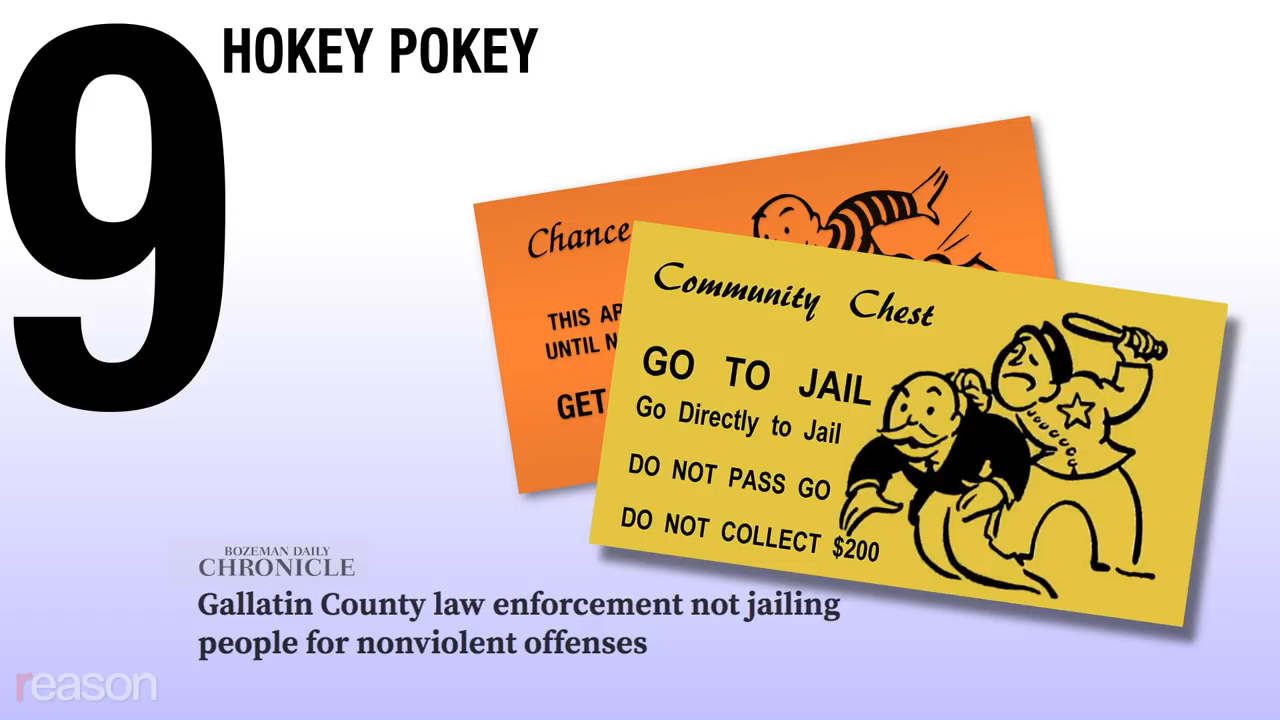 9
HOKEY POKEY
Chance
THIS
UNTIL
GET
Community Chest
GO TO JAIL
Go Directly to Jail
DO NOT PASS GO
DO NOT COLLECT $200
BOZEMAN DAILY
CHRONICLE
Gallatin County law enforcement not jailing
people for nonviolent offenses
reason